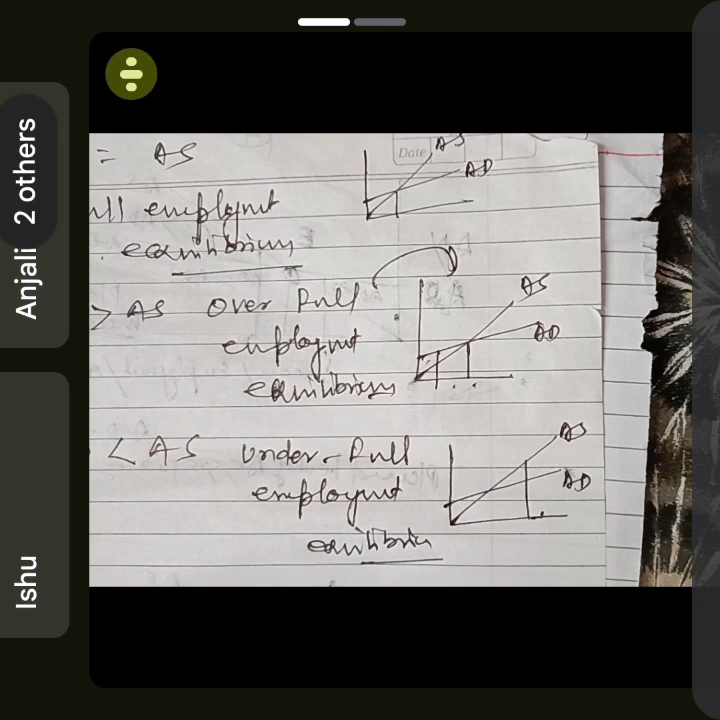 Date
= AS
AS
AD
ull employmt
equilibrium
> AS Over Full
employmt
equilibrium
AS
AD
< AS Under-Full
employmt
equilibriu
AS
AD
Anjali 2 others
Ishu